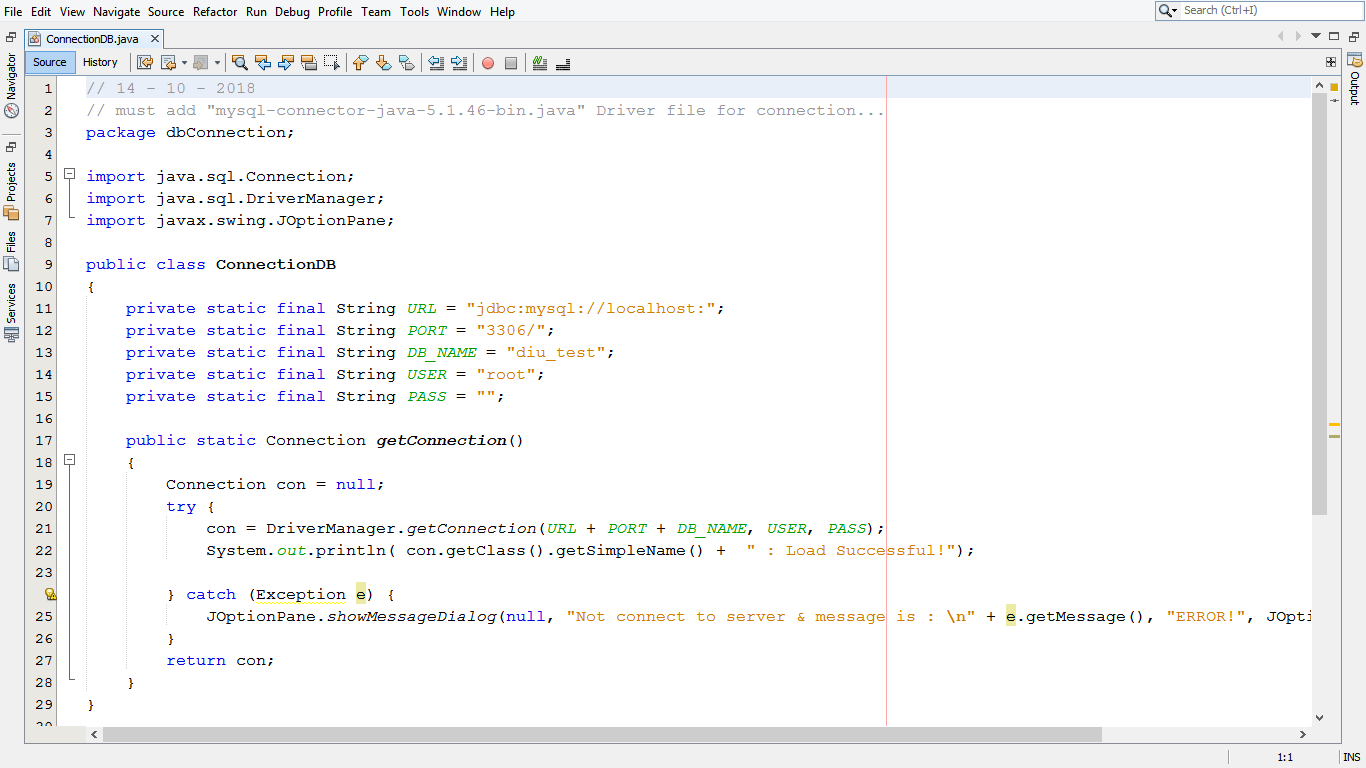 File Edit View Navigate Source Refactor Run Debug Profile Team Tools Window Help
Search (Ctrl+I)
ConnectionDB.java
Source History
Navigator
Projects
Files
Services
Output
1 // 14 - 10 - 2018
2 // must add "mysql-connector-java-5.1.46-bin.java" Driver file for connection...
3 package dbConnection;
4
5 import java.sql.Connection;
6 import java.sql.DriverManager;
7 import javax.swing.JOptionPane;
8
9 public class ConnectionDB
10 {
11 private static final String URL = "jdbc:mysql://localhost:";
12 private static final String PORT = "3306/";
13 private static final String DB_NAME = "diu_test";
14 private static final String USER = "root";
15 private static final String PASS = "";
16
17 public static Connection getConnection()
18 {
19 Connection con = null;
20 try {
21 con = DriverManager.getConnection(URL + PORT + DB_NAME, USER, PASS);
22 System.out.println( con.getClass().getSimpleName() + " : Load Successful!");
23
} catch (Exception e) {
25 JOptionPane.showMessageDialog(null, "Not connect to server & message is : \n" + e.getMessage(), "ERROR!", JOpti
26 }
27 return con;
28 }
29 }
1:1 INS